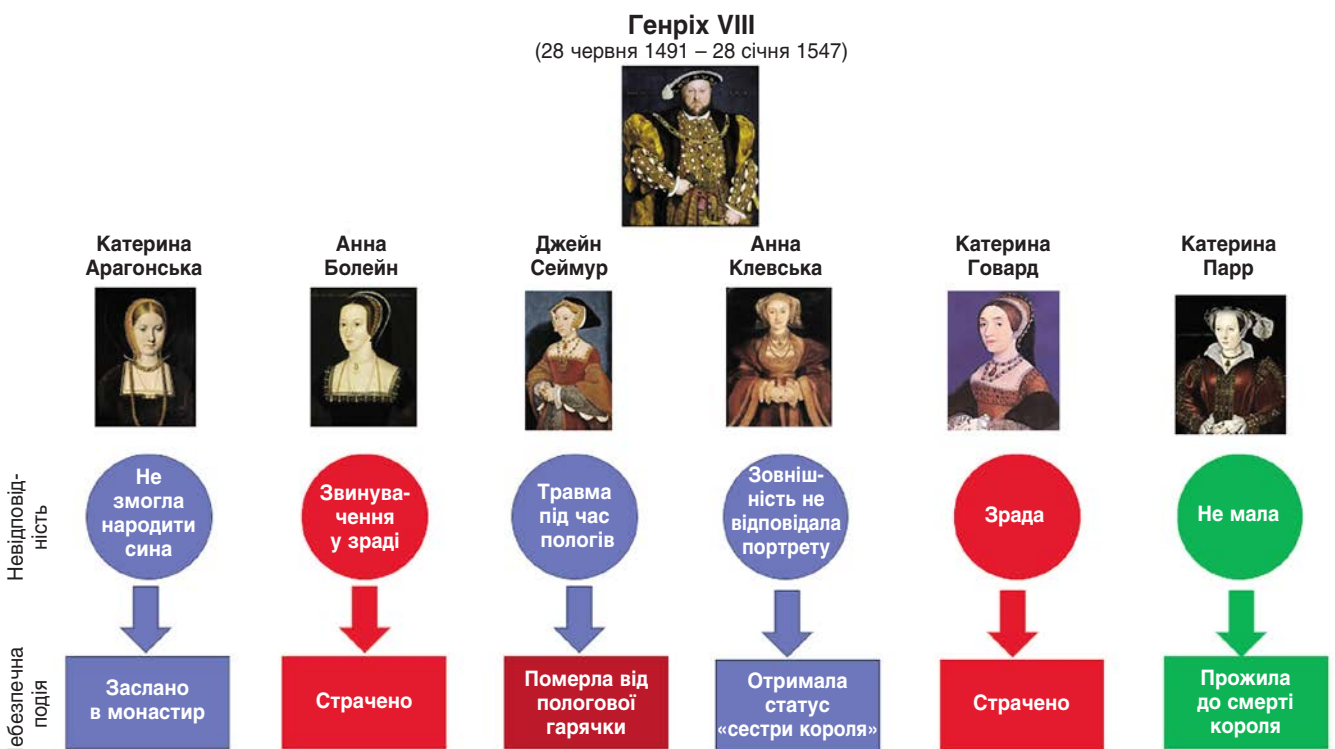 Генріх VIII
(28 червня 1491 – 28 січня 1547)
Катерина
Арагонська
Анна
Болейн
Джейн
Сеймур
Анна
Клевська
Катерина
Говард
Катерина
Парр
Невідповід-
ність
Не
змогла
народити
сина
Звинува-
чення
у зраді
Травма
під час
пологів
Зовніш-
ність не
відповідала
портрету
Зрада
Не мала
ебезпечна
подія
Заслано
в монастир
Страчено
Померла від
пологової
гарячки
Отримала
статус
«сестри короля»
Страчено
Прожила
до смерті
короля